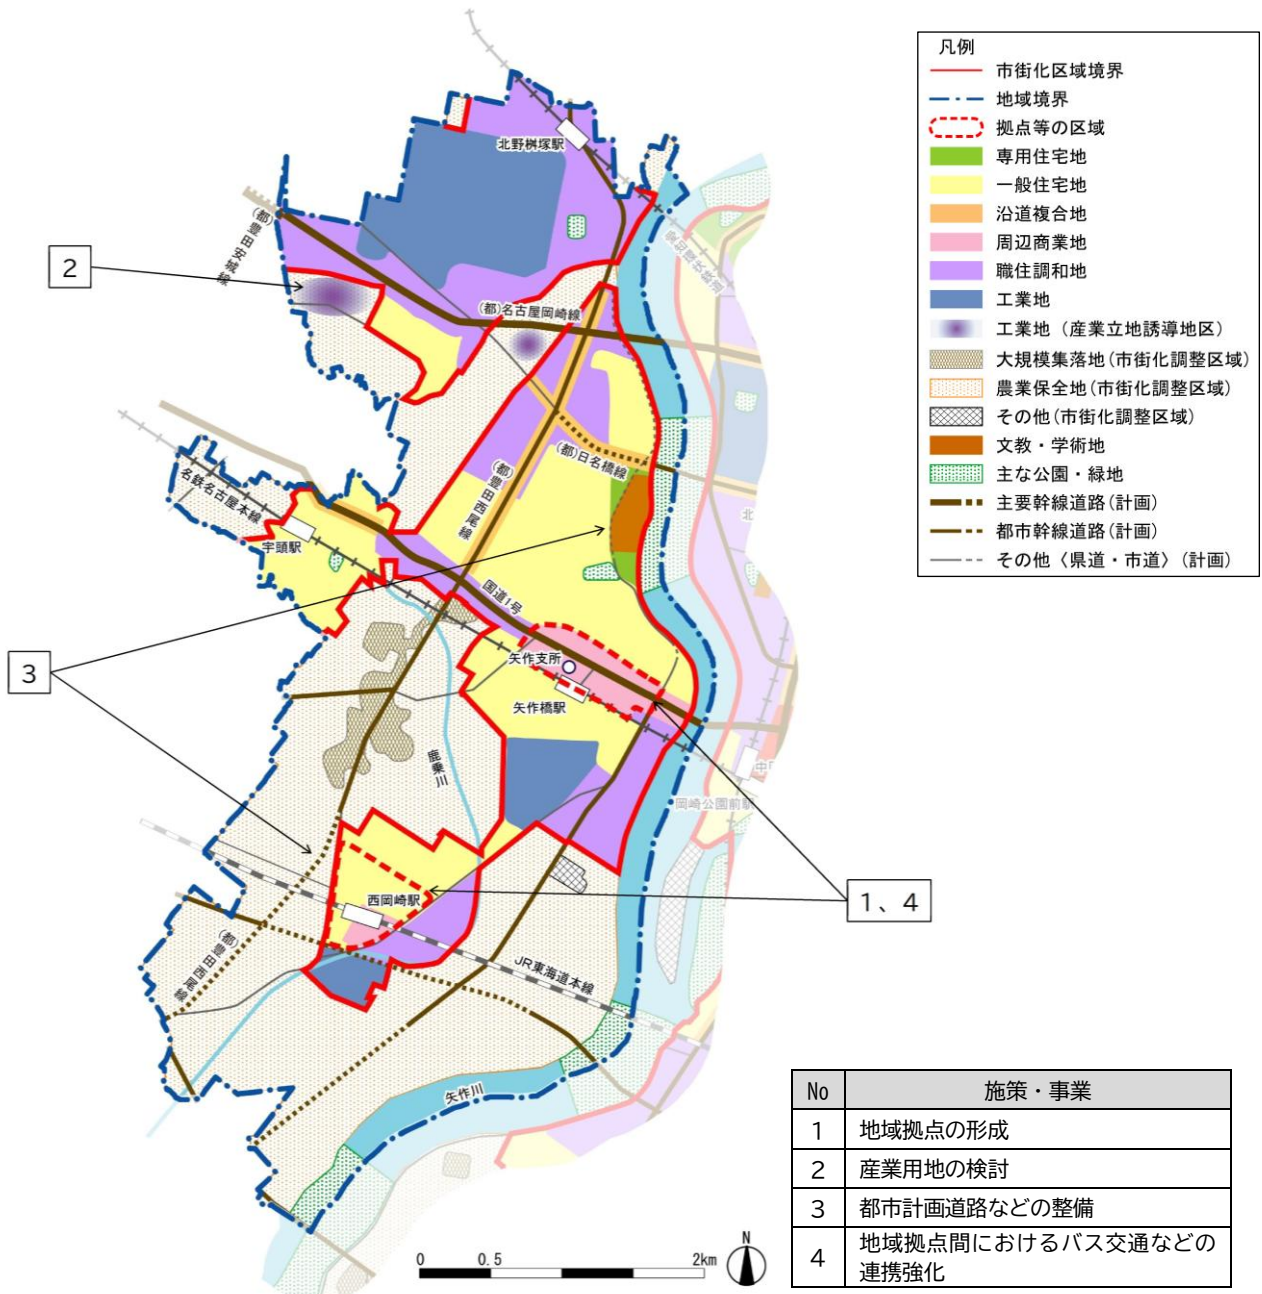 凡例
市街化区域境界
地域境界
拠点等の区域
専用住宅地
一般住宅地
沿道複合地
周辺商業地
職住調和地
工業地
工業地（産業立地誘導地区）
大規模集落地(市街化調整区域)
農業保全地(市街化調整区域)
その他(市街化調整区域)
文教・学術地
主な公園・緑地
主要幹線道路(計画)
都市幹線道路(計画)
その他〈県道・市道〉(計画)
北野桝塚駅
(都)豊田安城線
愛知環状鉄道
2
(都)名古屋岡崎線
(都)日名橋線
(都)豊田西尾線
名鉄名古屋本線
宇頭駅
北
国道1号
3
矢作支所
矢作橋駅
鹿乗川
岡崎公園前駅
西岡崎駅
1、4
(都)豊田西尾線
JR東海道本線
矢作川
0 0.5 2km
N
No 施策・事業
1 地域拠点の形成
2 産業用地の検討
3 都市計画道路などの整備
4 地域拠点間におけるバス交通などの
連携強化